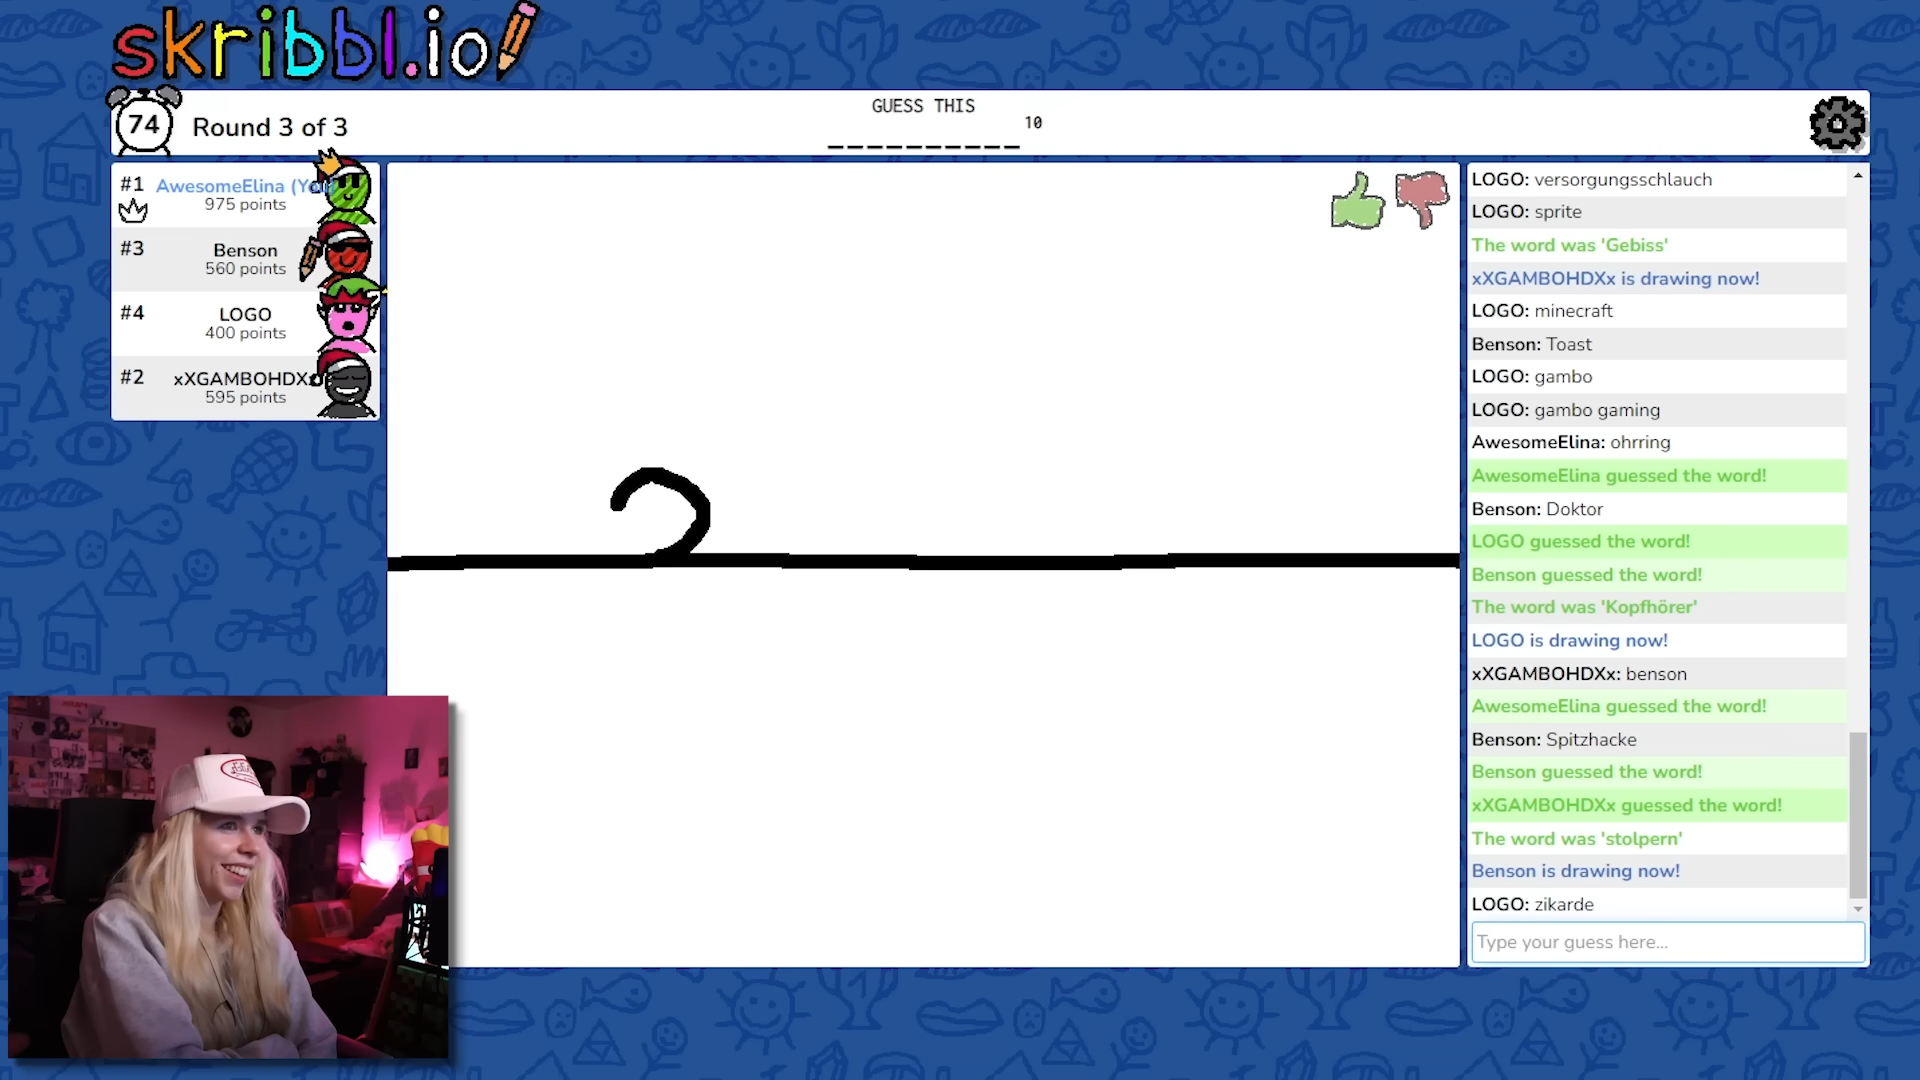 skribbl.io
74
Round 3 of 3
GUESS THIS
__________ 10
#1 AwesomeElina (You)
975 points
#3 Benson
560 points
#4 LOGO
400 points
#2 xXGAMBOHDXx
595 points
LOGO: versorgungsschlauch
LOGO: sprite
The word was 'Gebiss'
xXGAMBOHDXx is drawing now!
LOGO: minecraft
Benson: Toast
LOGO: gambo
LOGO: gambo gaming
AwesomeElina: ohrring
AwesomeElina guessed the word!
Benson: Doktor
LOGO guessed the word!
Benson guessed the word!
The word was 'Kopfhörer'
LOGO is drawing now!
xXGAMBOHDXx: benson
AwesomeElina guessed the word!
Benson: Spitzhacke
Benson guessed the word!
xXGAMBOHDXx guessed the word!
The word was 'stolpern'
Benson is drawing now!
LOGO: zikarde
Type your guess here...